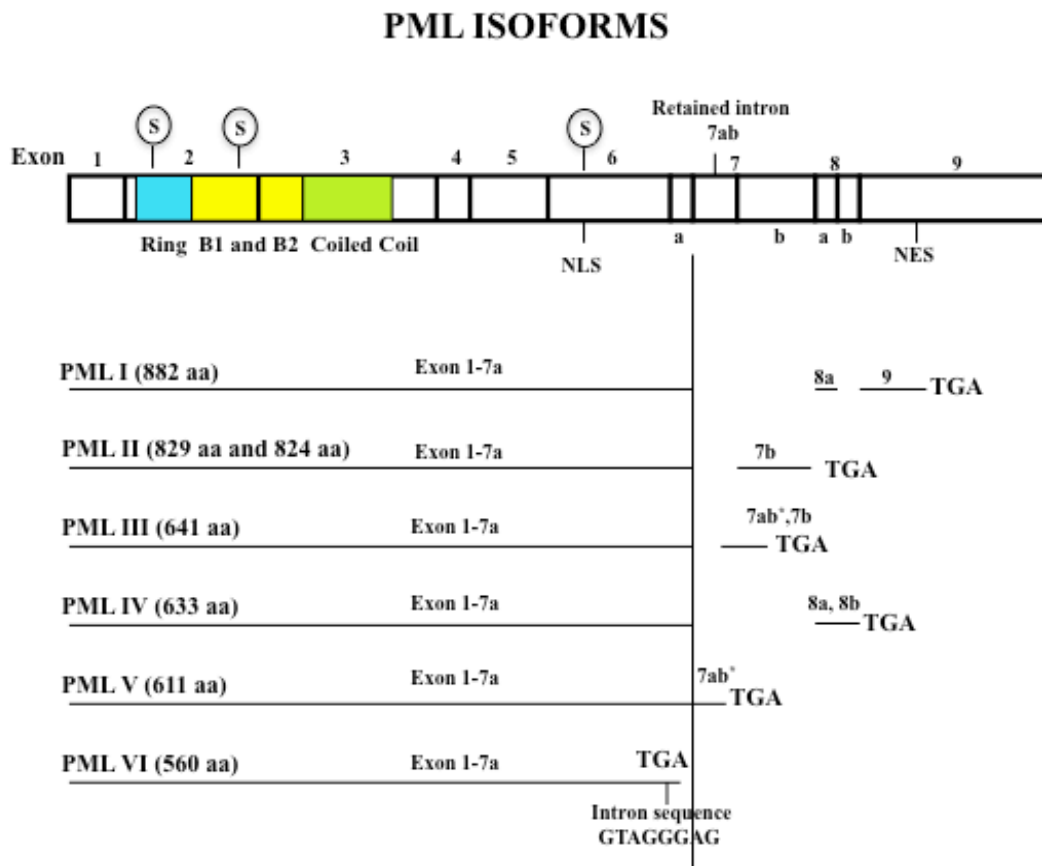 PML ISOFORMS
Retained intron
7ab
S
S
S
Exon 1 2 3 4 5 6 7 8 9
a b a b
Ring B1 and B2 Coiled Coil
NLS
NES
PML I (882 aa) Exon 1-7a 8a 9 TGA
PML II (829 aa and 824 aa) Exon 1-7a 7b TGA
PML III (641 aa) Exon 1-7a 7ab*,7b TGA
PML IV (633 aa) Exon 1-7a 8a, 8b TGA
PML V (611 aa) Exon 1-7a 7ab* TGA
PML VI (560 aa) Exon 1-7a TGA
Intron sequence
GTAGGGAG